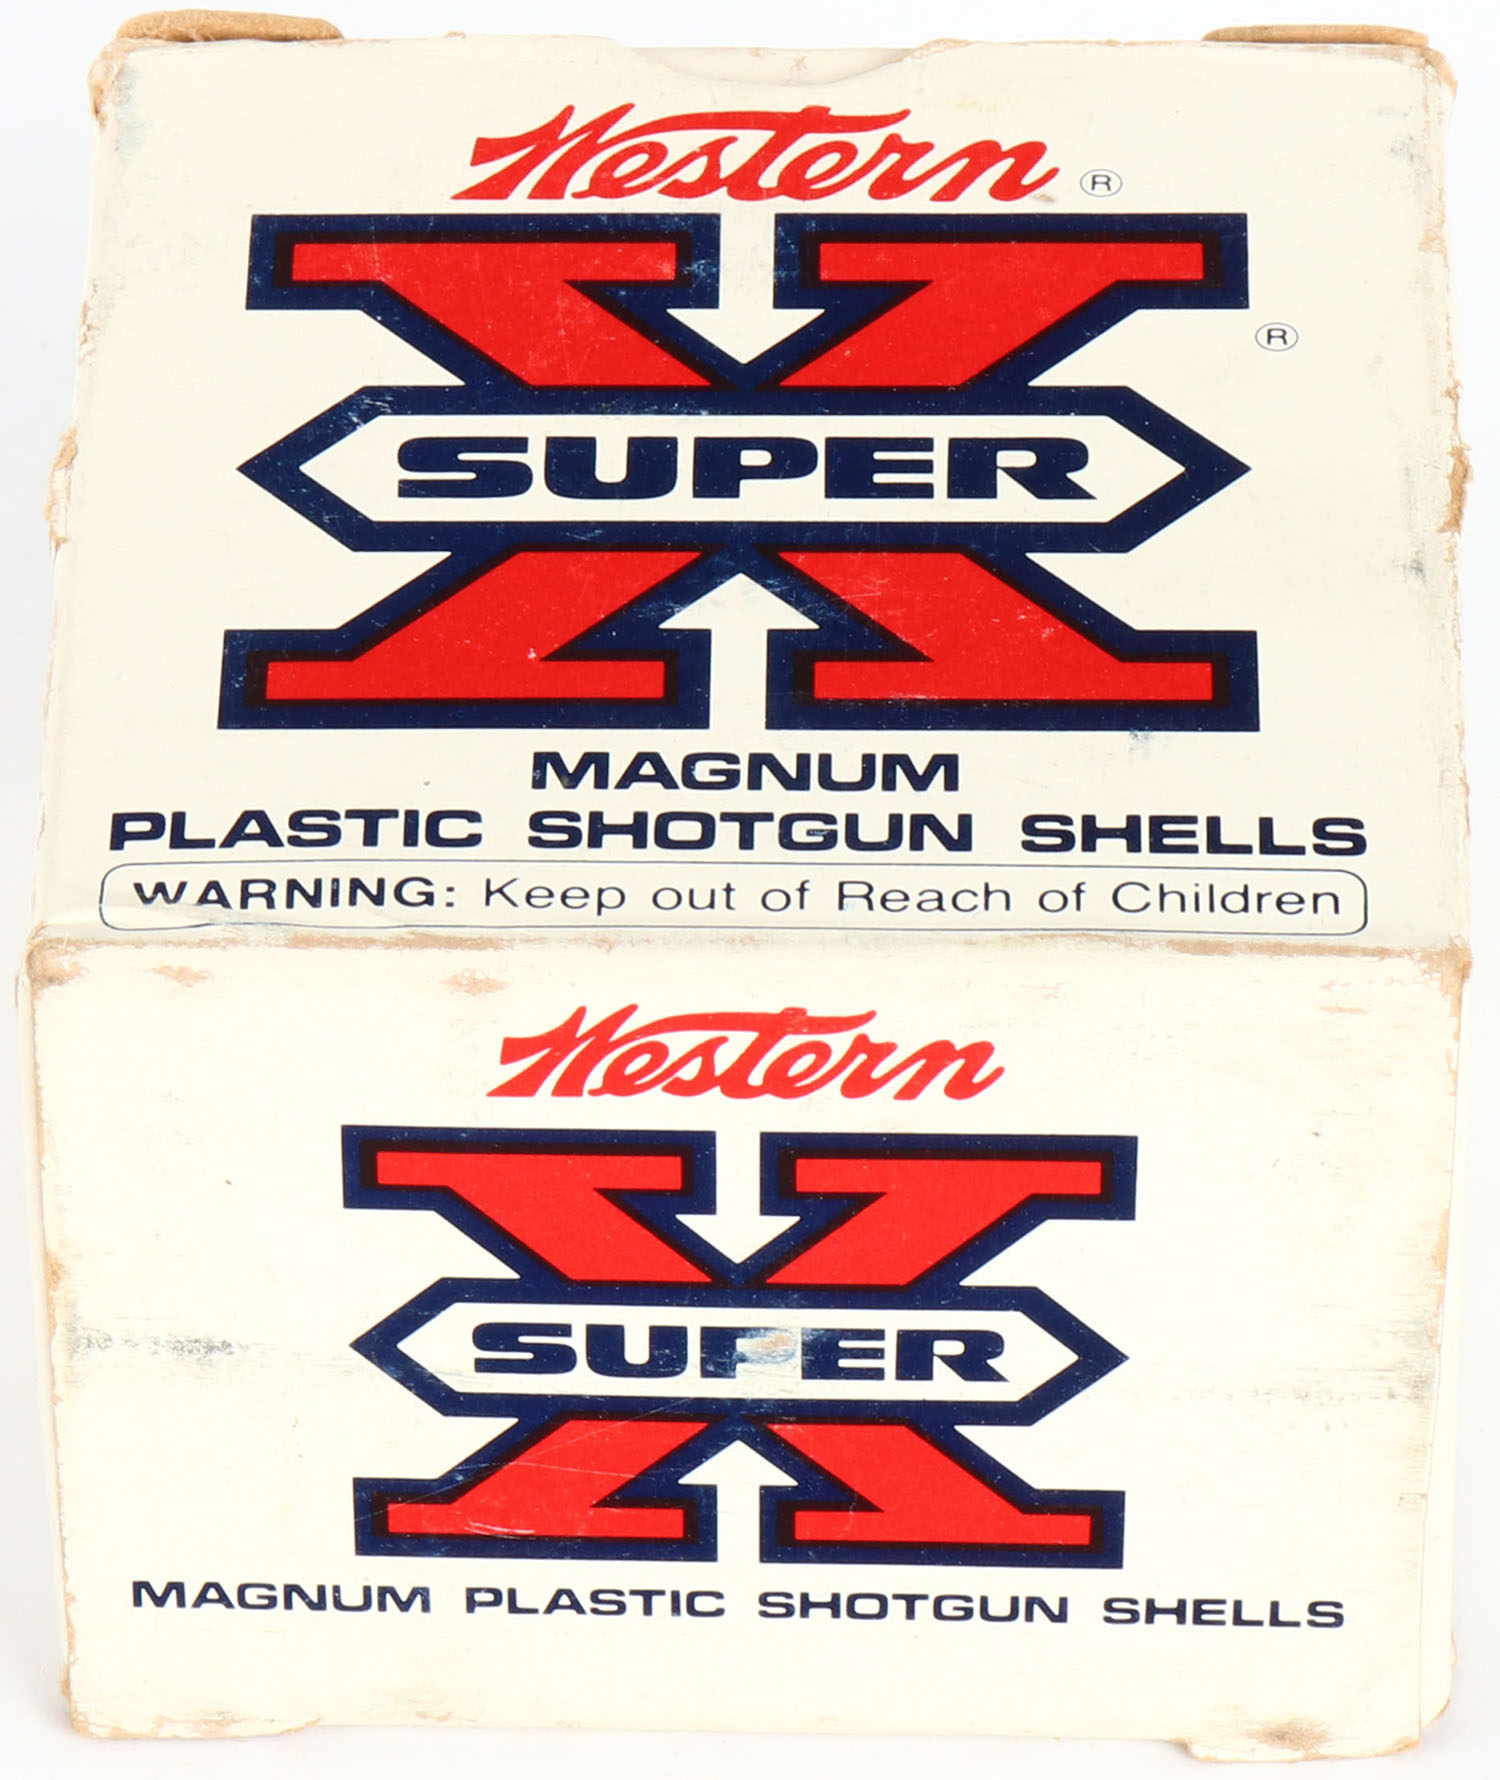 Western ®
X ®
SUPER
MAGNUM
PLASTIC SHOTGUN SHELLS
WARNING: Keep out of Reach of Children
Western
X
SUPER
MAGNUM PLASTIC SHOTGUN SHELLS